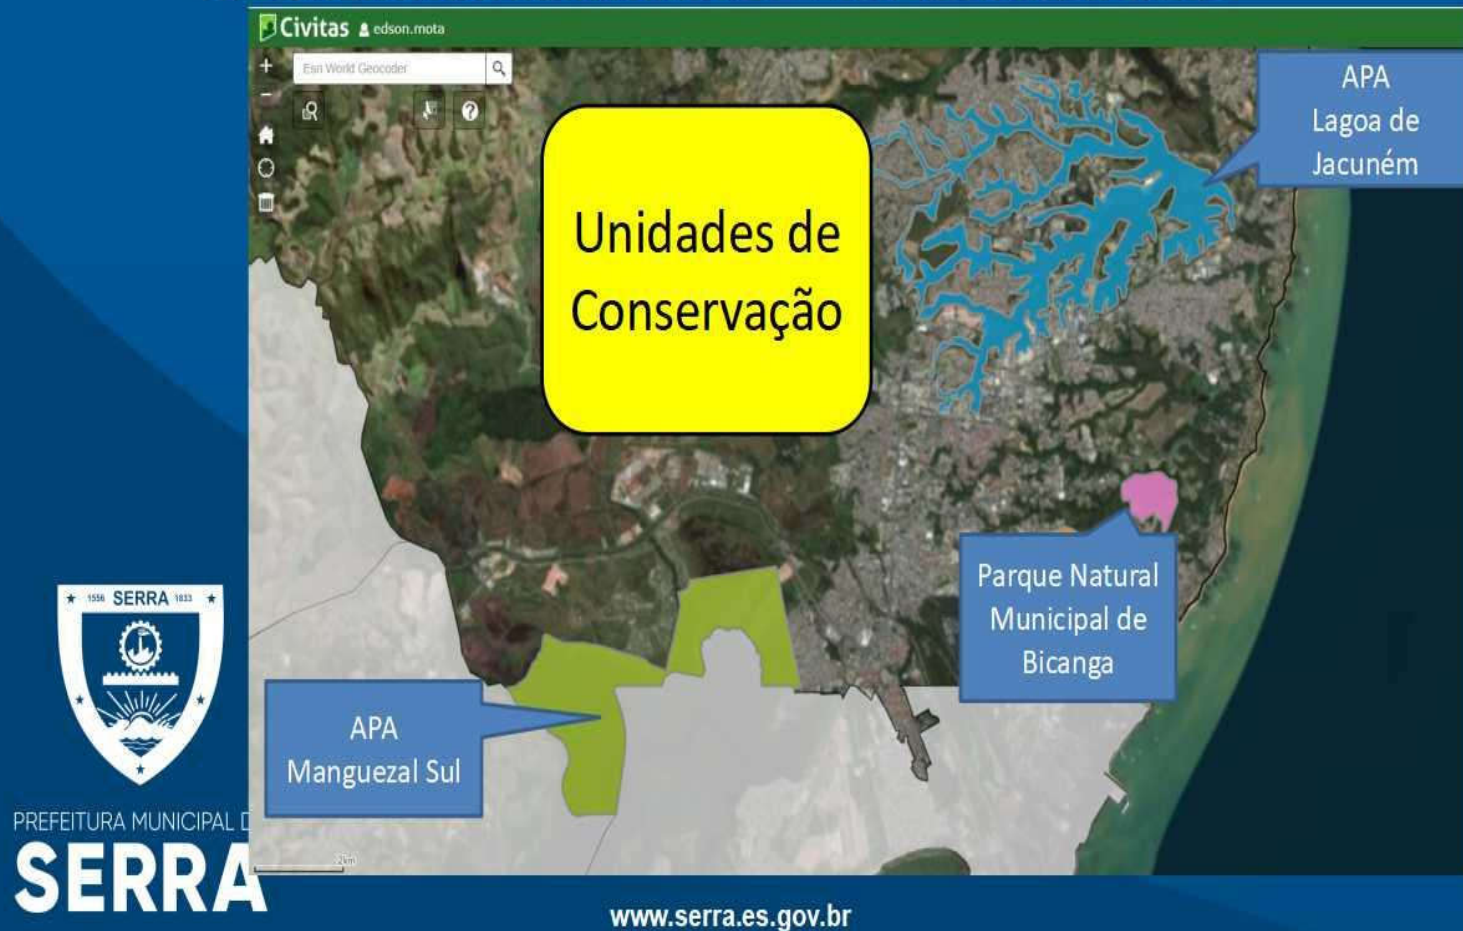 Civitas edson.mota
Esri World Geocoder
Unidades de
Conservação
APA
Lagoa de
Jacuném
Parque Natural
Municipal de
Bicanga
APA
Manguezal Sul
1556 SERRA 1833
PREFEITURA MUNICIPAL D
SERRA
2km
www.serra.es.gov.br